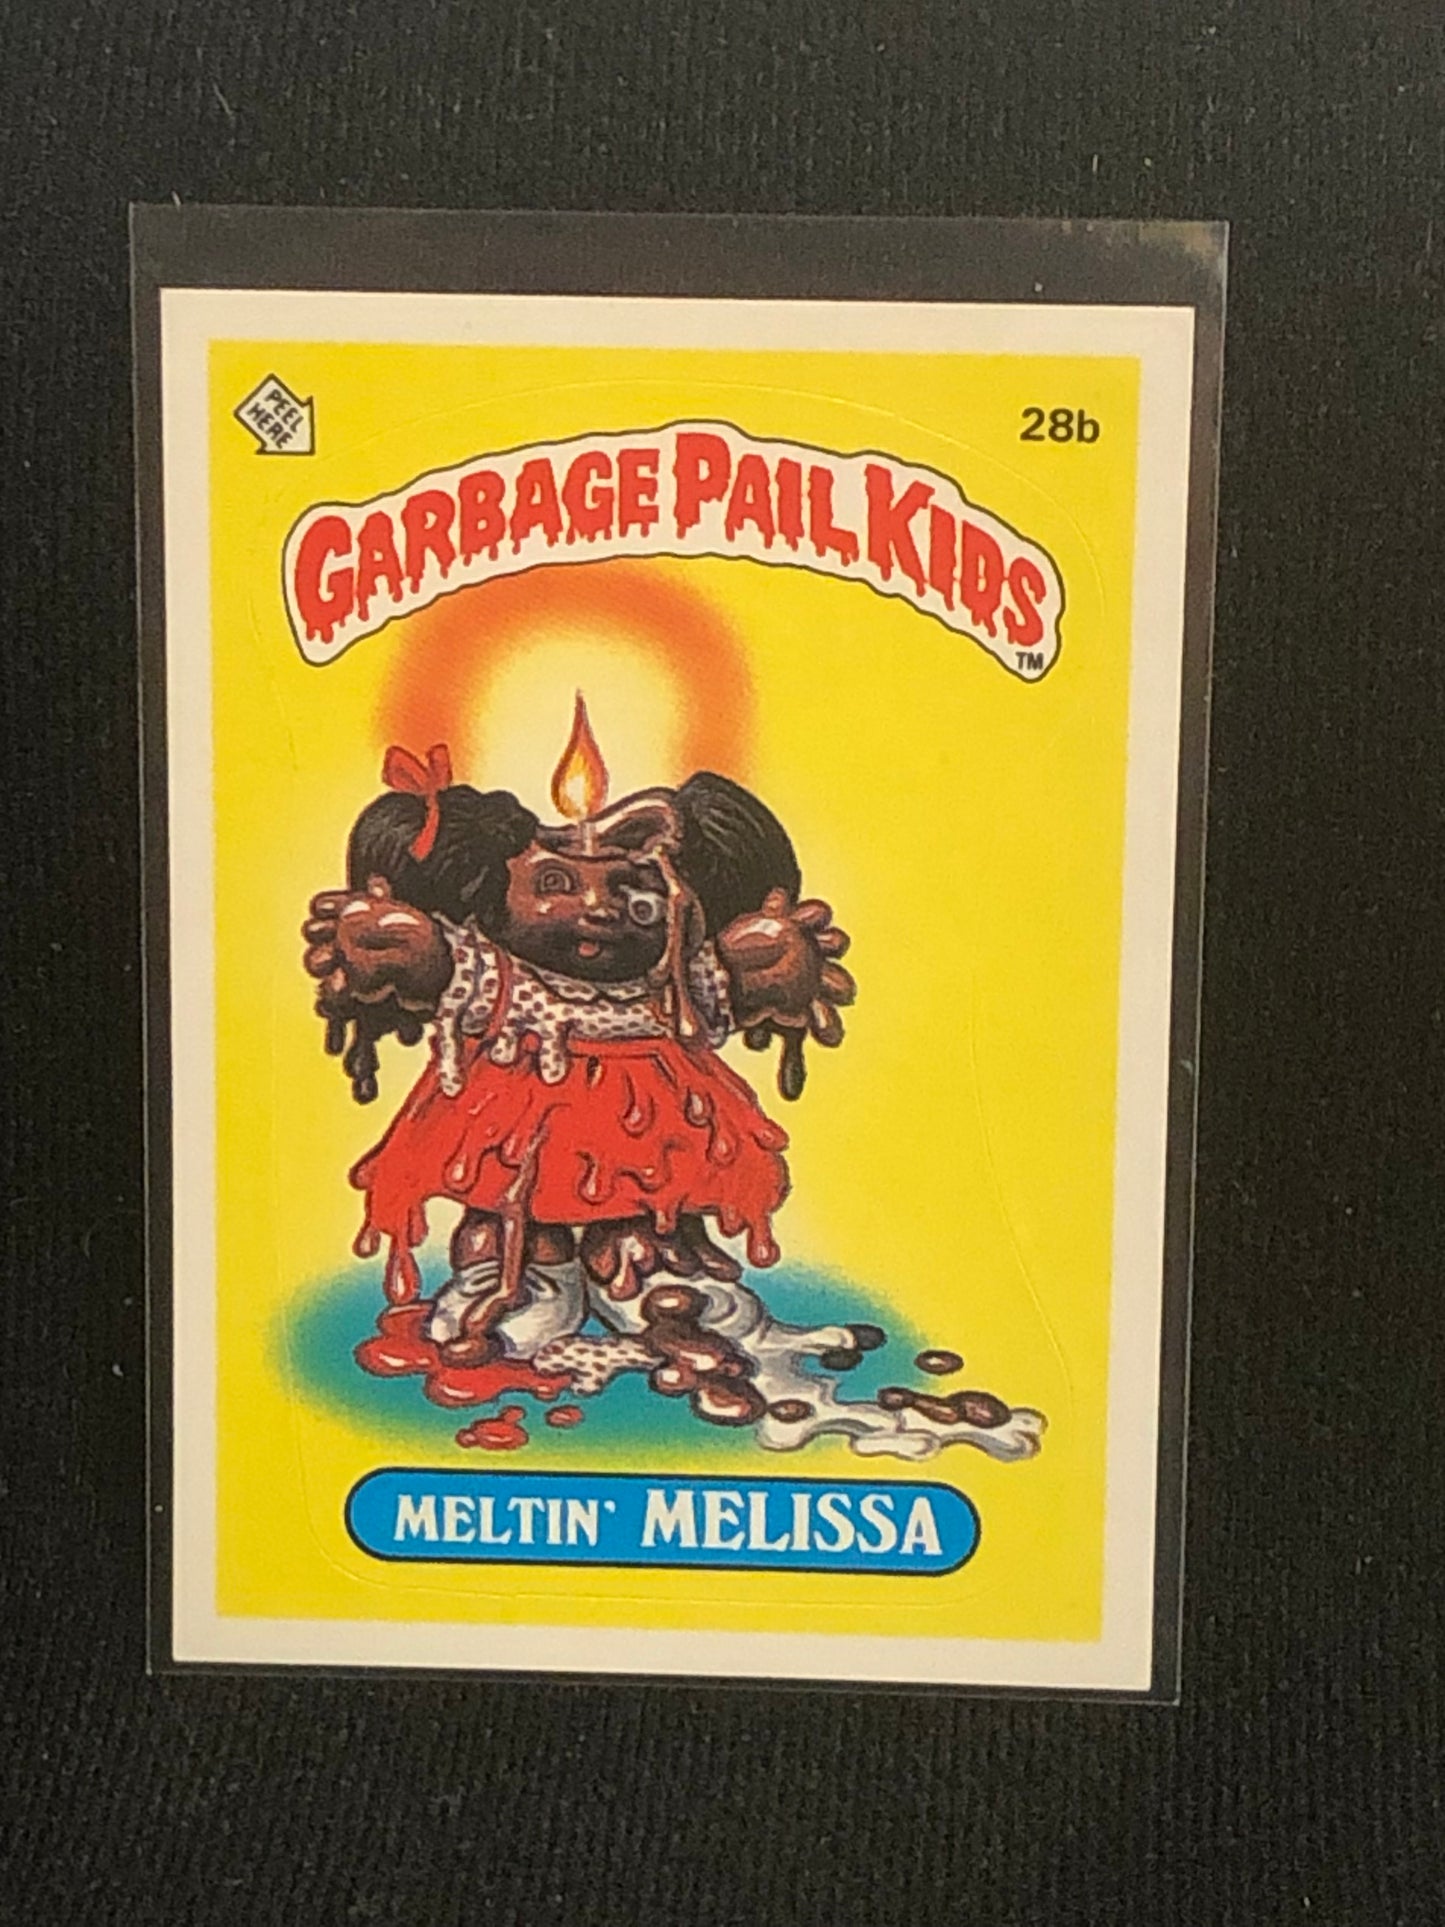 PEEL
HERE
28b
GARBAGE PAIL KIDS
TM
MELTIN' MELISSA